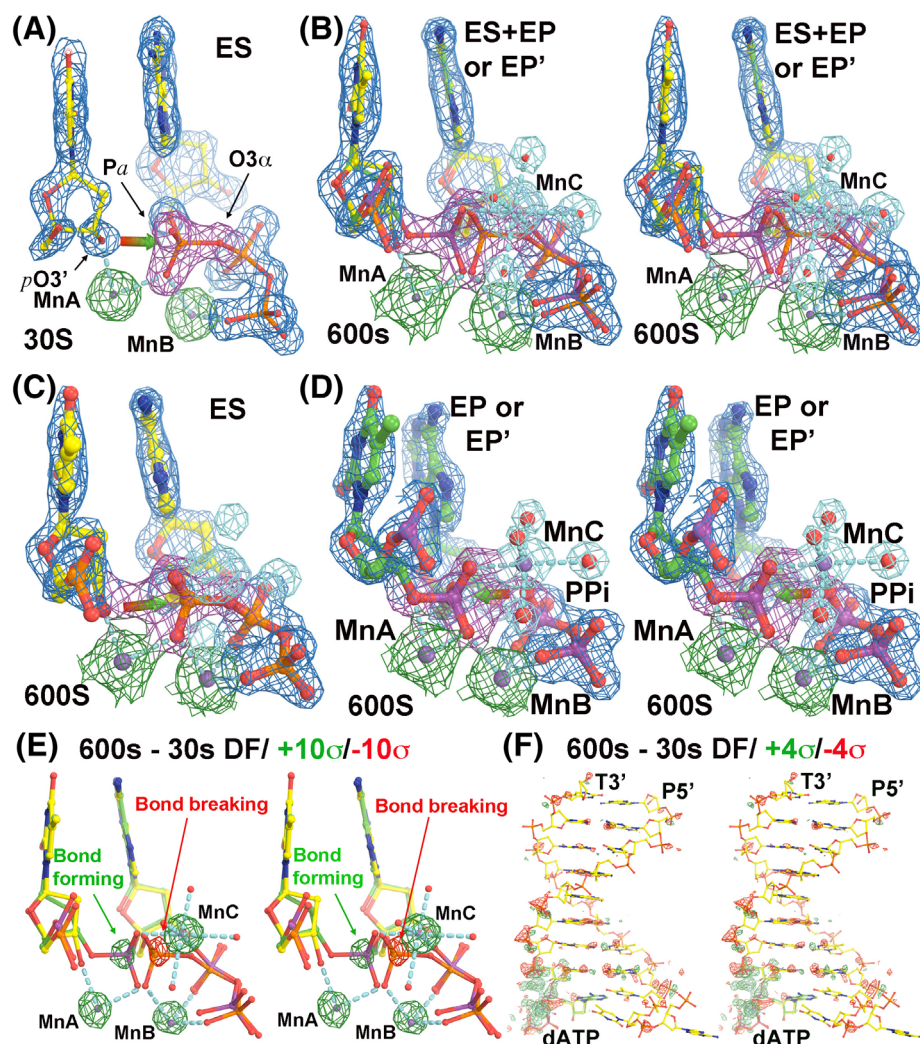 (A)
ES
Pa
O3α
pO3'
MnA
MnB
30S
(B)
ES+EP
or EP'
MnC
MnA
MnB
600s
ES+EP
or EP'
MnC
MnA
MnB
600S
(C)
ES
600S
(D)
EP or
EP'
MnC
PPi
MnA
MnB
600S
EP or
EP'
MnC
PPi
MnA
MnB
600S
(E) 600s - 30s DF/ +10σ/-10σ
Bond breaking
Bond
forming
MnC
MnA
MnB
Bond breaking
Bond
forming
MnC
MnA
MnB
(F) 600s - 30s DF/ +4σ/-4σ
T3'
P5'
dATP
T3'
P5'
dATP